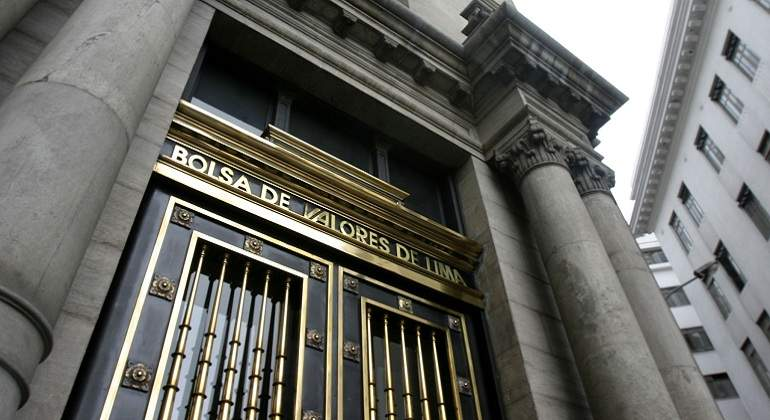 BOLSA DE VALORES DE LIMA